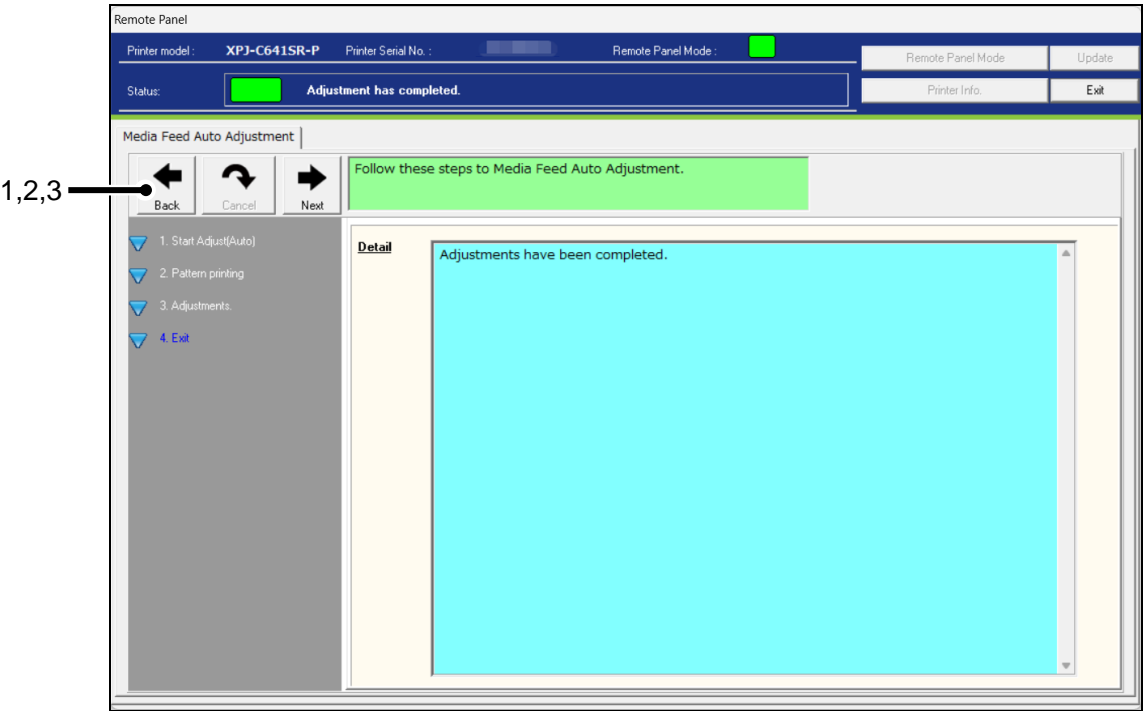 Remote Panel
Printer model : XPJ-C641SR-P Printer Serial No. : Remote Panel Mode :
Remote Panel Mode Update
Status: Adjustment has completed.
Printer Info. Exit
Media Feed Auto Adjustment
1,2,3
Back Cancel Next
Follow these steps to Media Feed Auto Adjustment.
1. Start Adjust(Auto)
2. Pattern printing
3. Adjustments.
4. Exit
Detail
Adjustments have been completed.